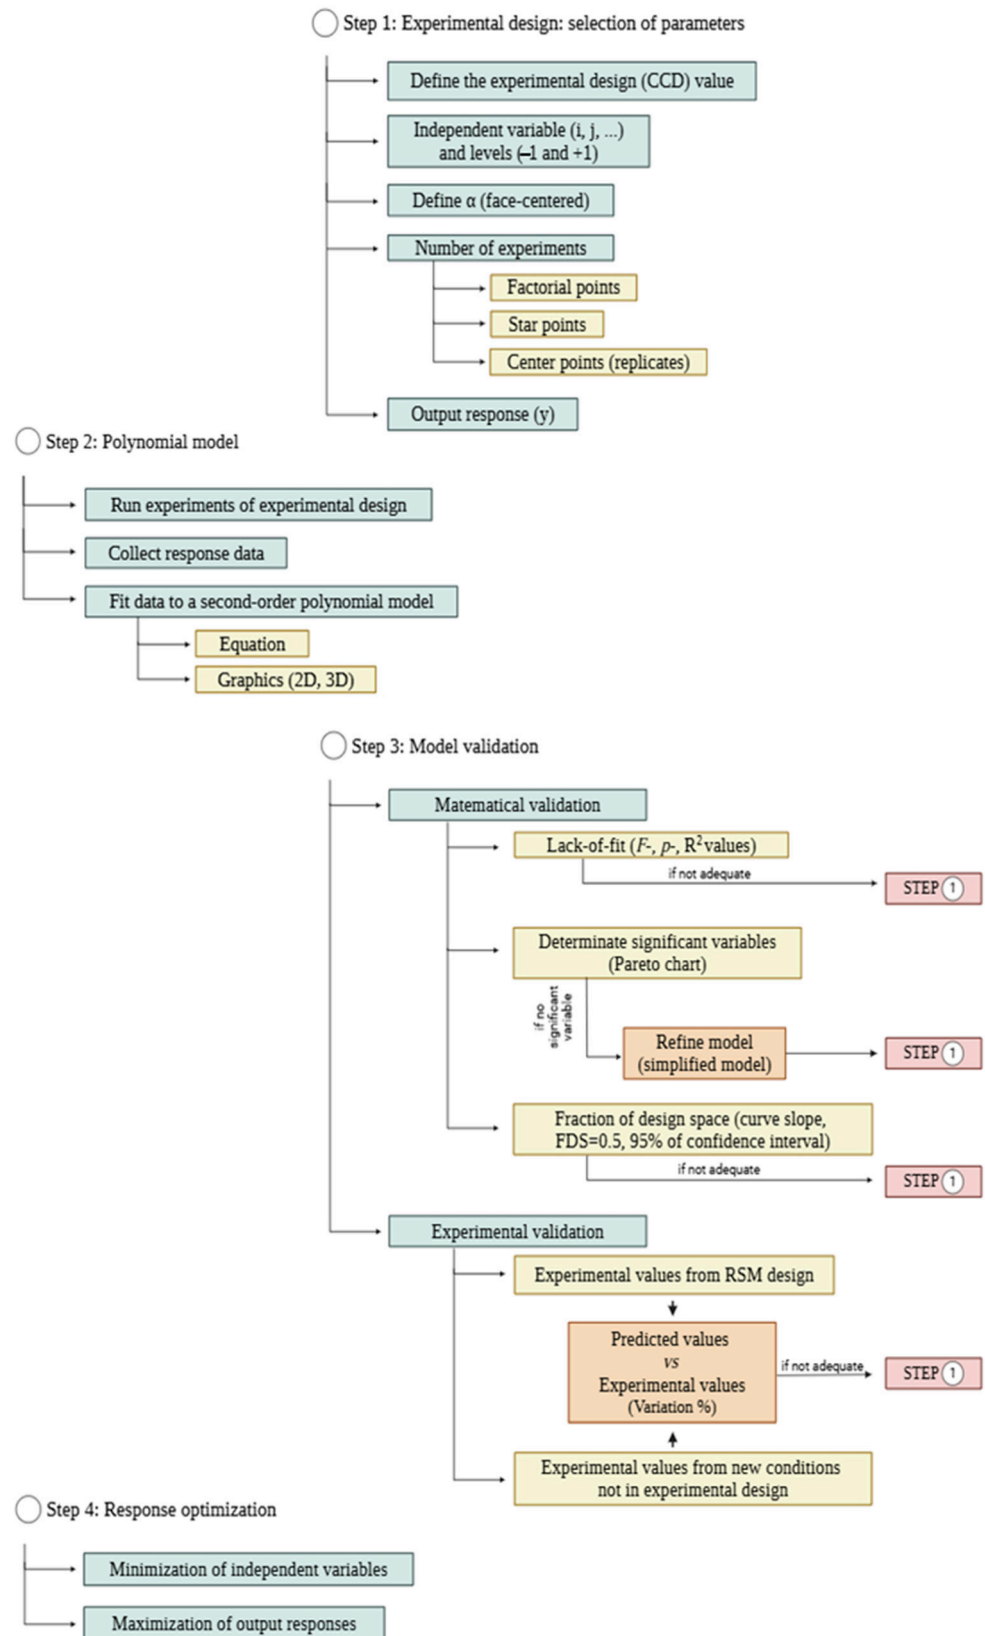 Step 1: Experimental design: selection of parameters
Define the experimental design (CCD) value
Independent variable (i, j, ...)
and levels (–1 and +1)
Define α (face-centered)
Number of experiments
Factorial points
Star points
Center points (replicates)
Output response (y)
Step 2: Polynomial model
Run experiments of experimental design
Collect response data
Fit data to a second-order polynomial model
Equation
Graphics (2D, 3D)
Step 3: Model validation
Matematical validation
Lack-of-fit (F-, p-, R² values)
if not adequate
STEP 1
Determinate significant variables
(Pareto chart)
if no
significant
variable
Refine model
(simplified model)
STEP 1
Fraction of design space (curve slope,
FDS=0.5, 95% of confidence interval)
if not adequate
STEP 1
Experimental validation
Experimental values from RSM design
Predicted values
vs
Experimental values
(Variation %)
if not adequate
STEP 1
Experimental values from new conditions
not in experimental design
Step 4: Response optimization
Minimization of independent variables
Maximization of output responses